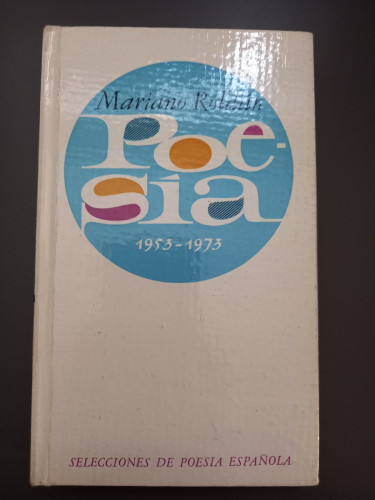 Mariano Roldán
Poe-
sía
1953-1973
SELECCIONES DE POESIA ESPAÑOLA